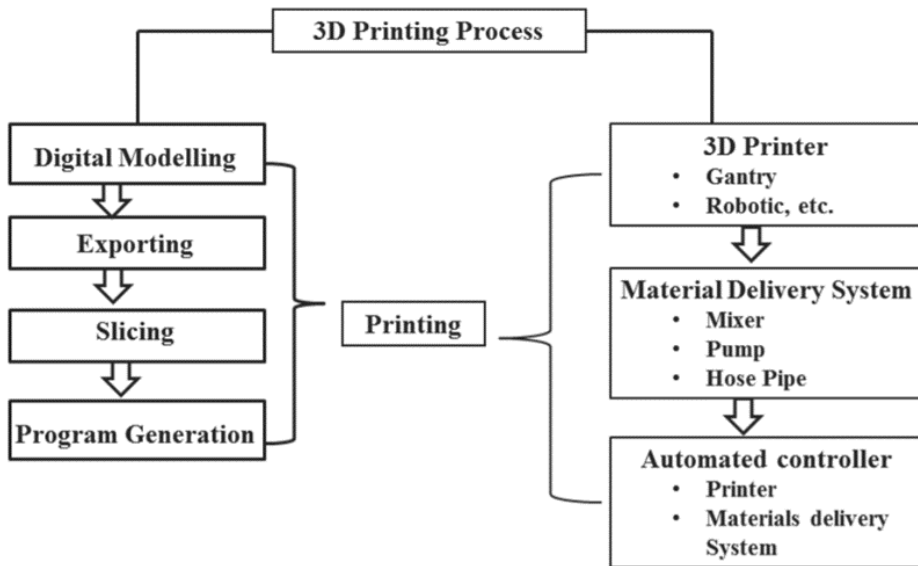 3D Printing Process
Digital Modelling
Exporting
Slicing
Program Generation
Printing
3D Printer
• Gantry
• Robotic, etc.
Material Delivery System
• Mixer
• Pump
• Hose Pipe
Automated controller
• Printer
• Materials delivery
System